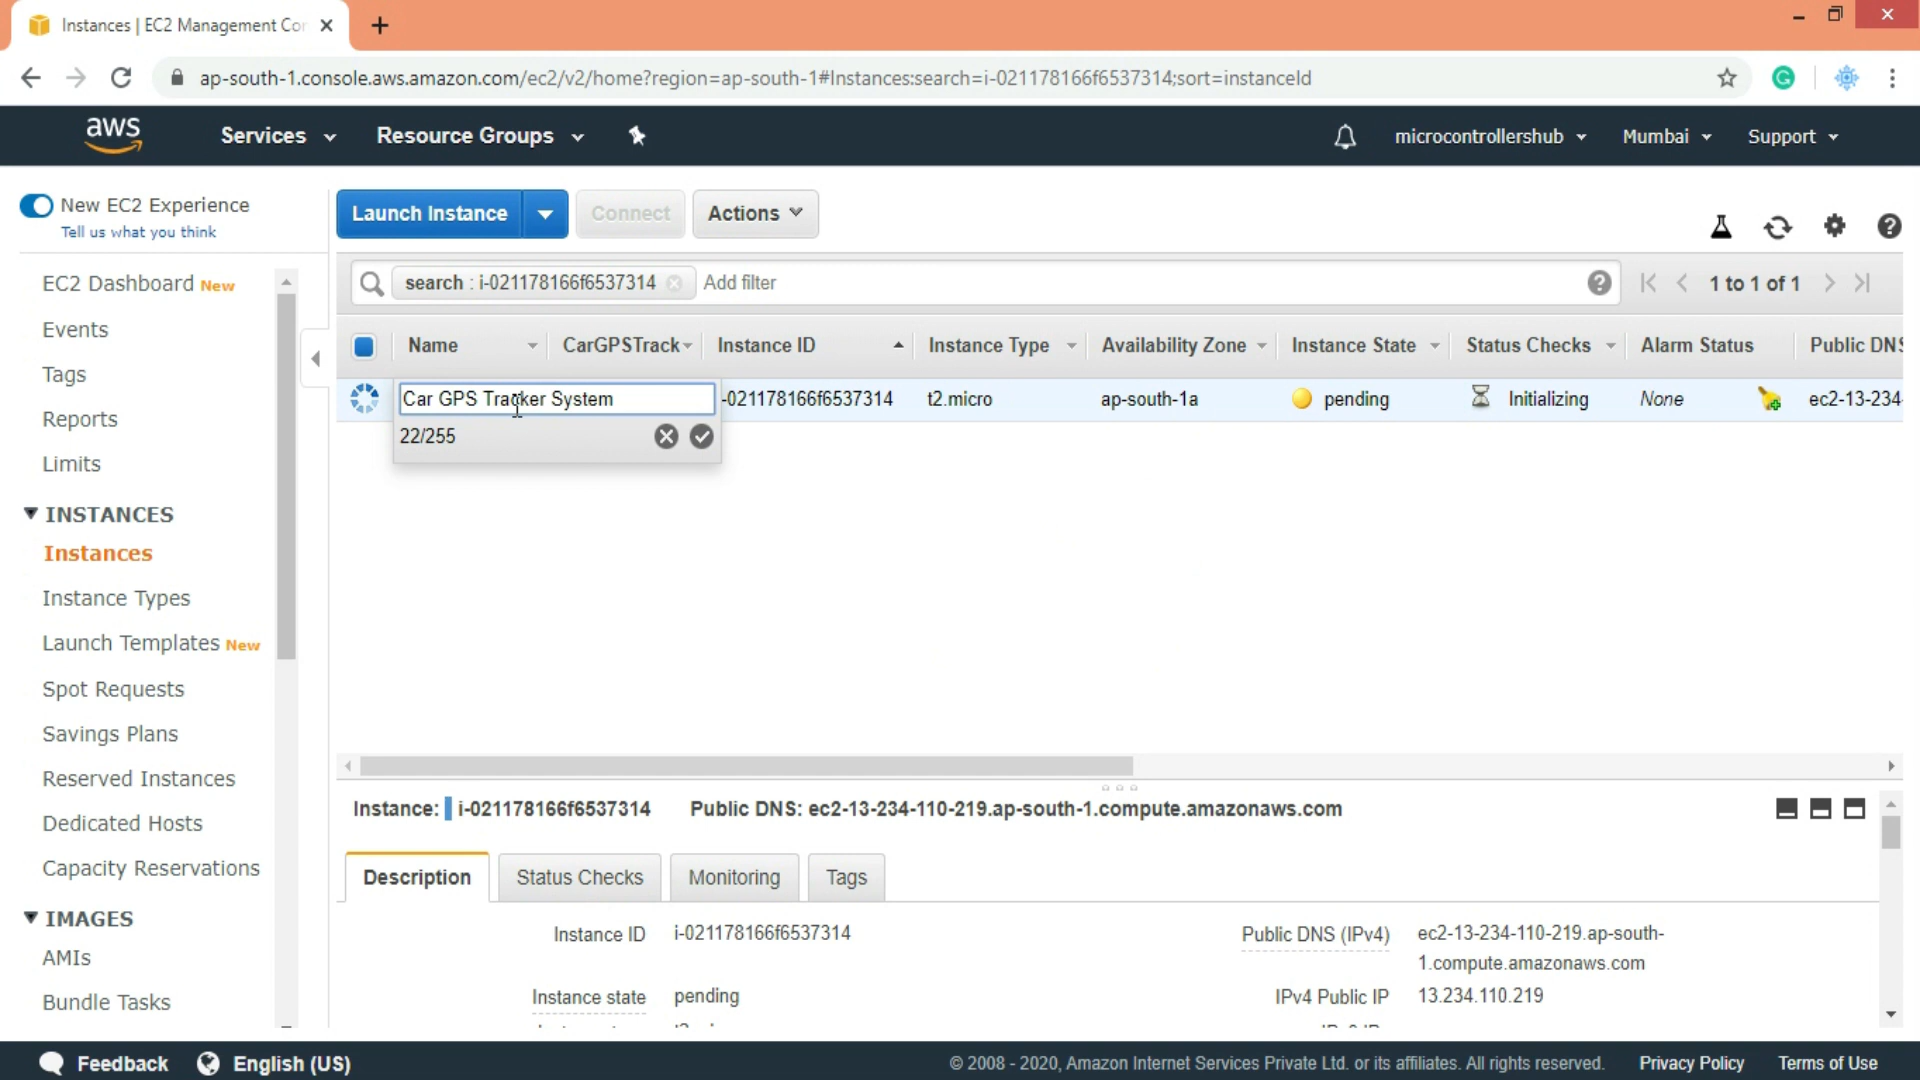 Instances | EC2 Management Cor
ap-south-1.console.aws.amazon.com/ec2/v2/home?region=ap-south-1#Instances:search=i-021178166f6537314;sort=instanceId
aws
Services
Resource Groups
microcontrollershub
Mumbai
Support
New EC2 Experience
Tell us what you think
Launch Instance
Connect
Actions
search : i-021178166f6537314
Add filter
1 to 1 of 1
EC2 Dashboard New
Events
Tags
Reports
Limits
INSTANCES
Instances
Instance Types
Launch Templates New
Spot Requests
Savings Plans
Reserved Instances
Dedicated Hosts
Capacity Reservations
IMAGES
AMIs
Bundle Tasks
Name CarGPSTrack Instance ID Instance Type Availability Zone Instance State Status Checks Alarm Status Public DNS
Car GPS Tracker System -021178166f6537314 t2.micro ap-south-1a pending Initializing None ec2-13-234-
22/255
Instance: i-021178166f6537314 Public DNS: ec2-13-234-110-219.ap-south-1.compute.amazonaws.com
Description
Status Checks
Monitoring
Tags
Instance ID i-021178166f6537314
Public DNS (IPv4) ec2-13-234-110-219.ap-south-
1.compute.amazonaws.com
Instance state pending
IPv4 Public IP 13.234.110.219
Feedback
English (US)
© 2008 - 2020, Amazon Internet Services Private Ltd. or its affiliates. All rights reserved.
Privacy Policy
Terms of Use